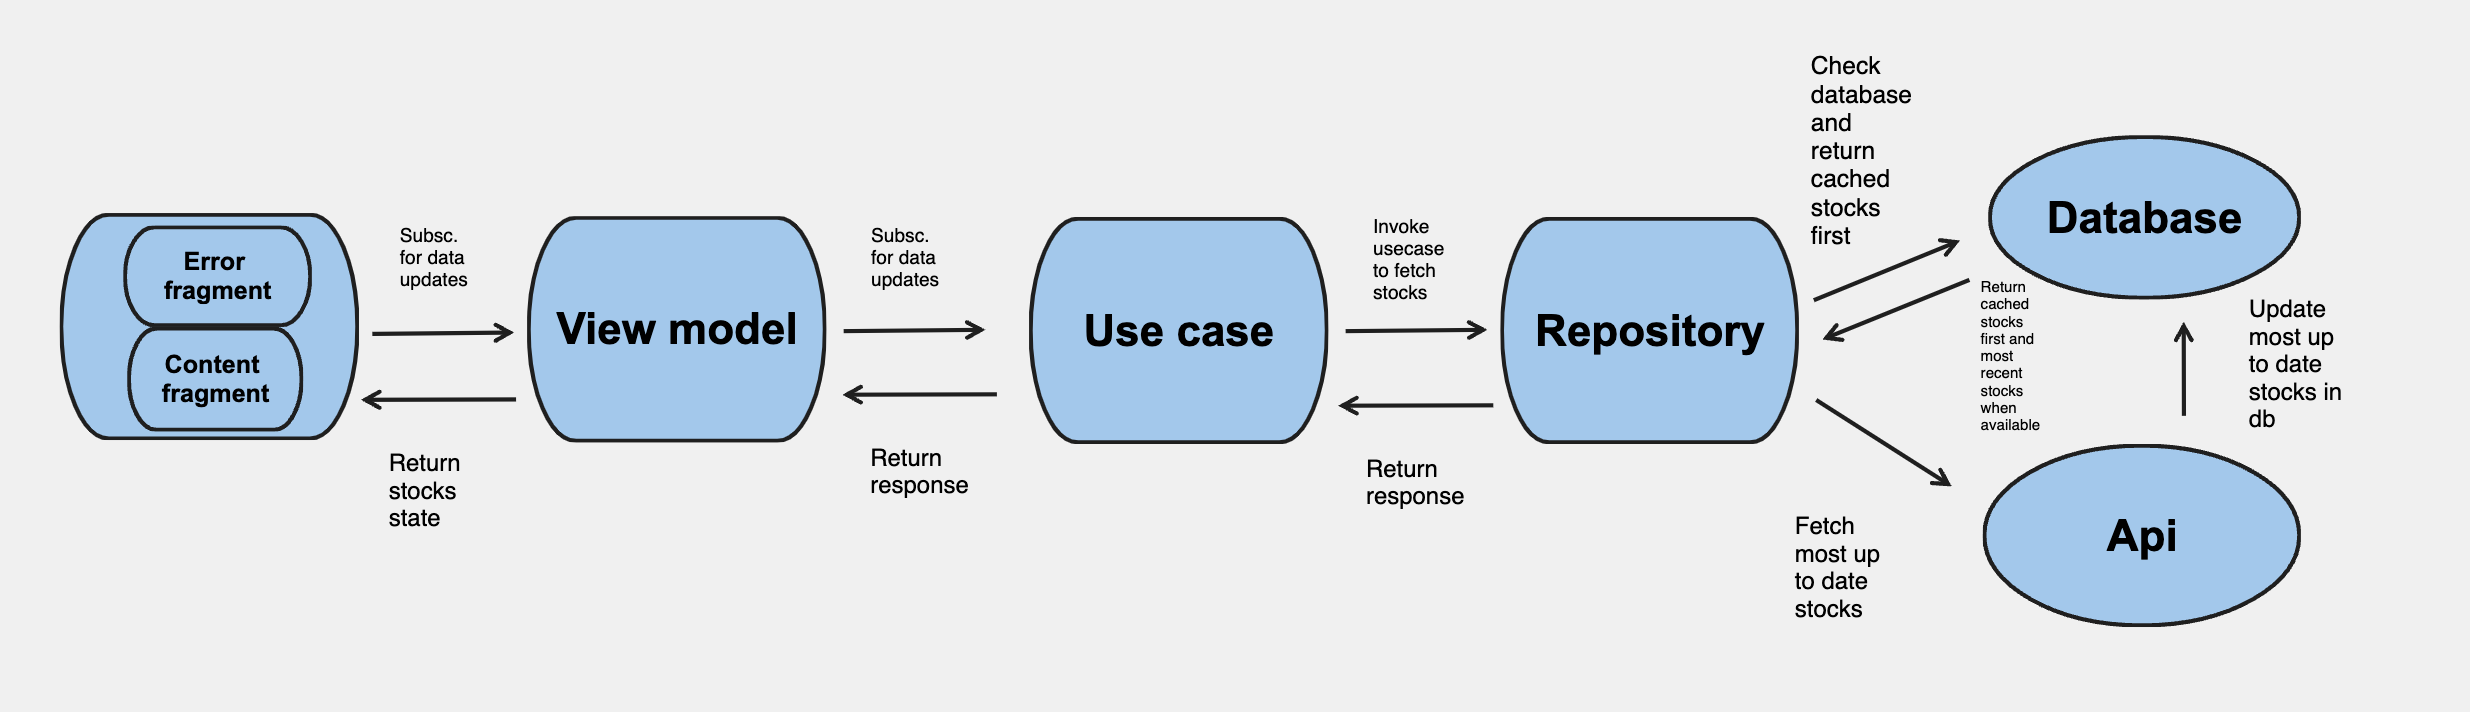 Error
fragment
Content
fragment
Subsc.
for data
updates
Return
stocks
state
View model
Subsc.
for data
updates
Return
response
Use case
Invoke
usecase
to fetch
stocks
Return
response
Repository
Check
database
and
return
cached
stocks
first
Return
cached
stocks
first and
most
recent
stocks
when
available
Fetch
most up
to date
stocks
Database
Update
most up
to date
stocks in
db
Api